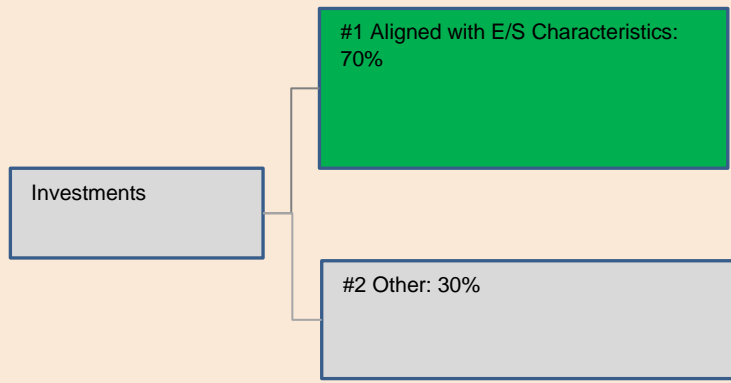 #1 Aligned with E/S Characteristics:
70%
Investments
#2 Other: 30%